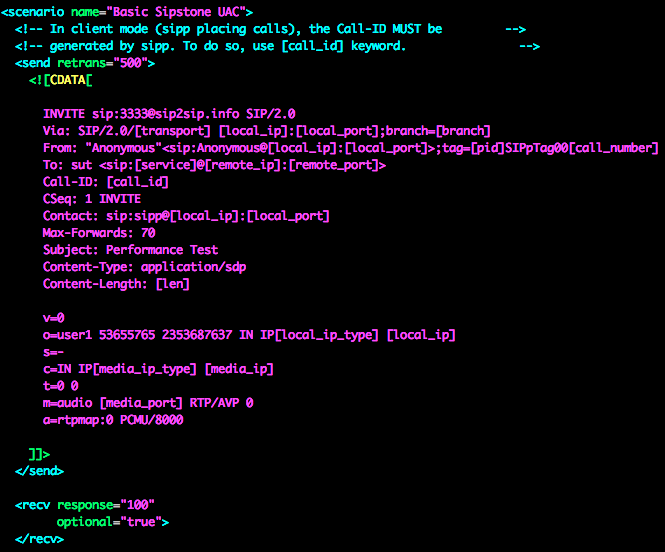 <scenario name="Basic Sipstone UAC">
<!-- In client mode (sipp placing calls), the Call-ID MUST be         -->
<!-- generated by sipp. To do so, use [call_id] keyword.                -->
<send retrans="500">
<![CDATA[
INVITE sip:3333@sip2sip.info SIP/2.0
Via: SIP/2.0/[transport] [local_ip]:[local_port];branch=[branch]
From: "Anonymous"<sip:Anonymous@[local_ip]:[local_port]>;tag=[pid]SIPpTag00[call_number]
To: sut <sip:[service]@[remote_ip]:[remote_port]>
Call-ID: [call_id]
CSeq: 1 INVITE
Contact: sip:sipp@[local_ip]:[local_port]
Max-Forwards: 70
Subject: Performance Test
Content-Type: application/sdp
Content-Length: [len]
v=0
o=user1 53655765 2353687637 IN IP[local_ip_type] [local_ip]
s=-
c=IN IP[media_ip_type] [media_ip]
t=0 0
m=audio [media_port] RTP/AVP 0
a=rtpmap:0 PCMU/8000
]]>
</send>
<recv response="100"
optional="true">
</recv>